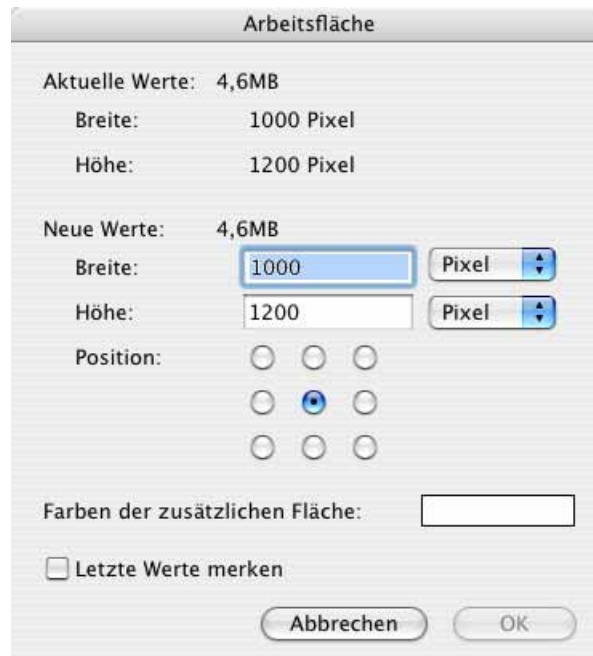 Arbeitsfläche
Aktuelle Werte: 4,6MB
Breite: 1000 Pixel
Höhe: 1200 Pixel
Neue Werte: 4,6MB
Breite: 1000 Pixel
Höhe: 1200 Pixel
Position:
Farben der zusätzlichen Fläche:
Letzte Werte merken
Abbrechen OK